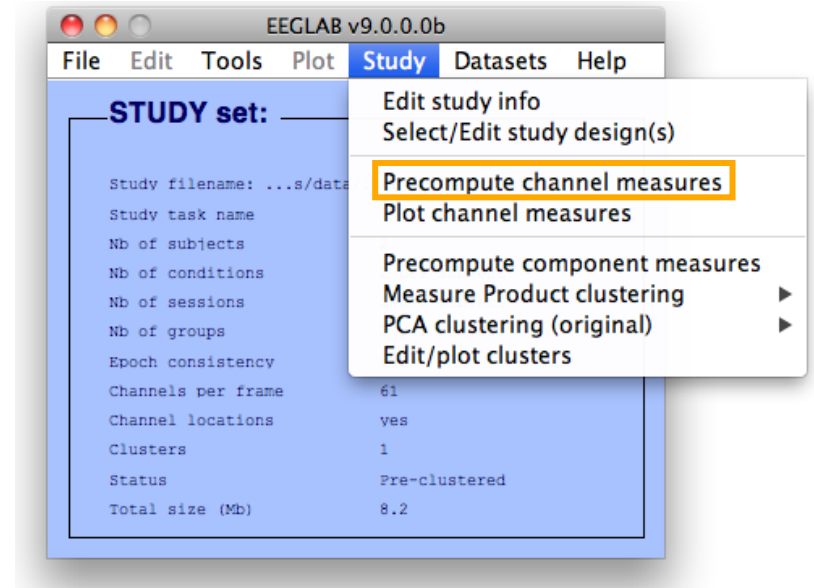 EEGLAB v9.0.0.0b
File Edit Tools Plot Study Datasets Help
STUDY set:
Edit study info
Select/Edit study design(s)
Precompute channel measures
Plot channel measures
Precompute component measures
Measure Product clustering
PCA clustering (original)
Edit/plot clusters
Study filename: ...s/data/
Study task name
Nb of subjects
Nb of conditions
Nb of sessions
Nb of groups
Epoch consistency
Channels per frame 61
Channel locations yes
Clusters 1
Status Pre-clustered
Total size (Mb) 8.2